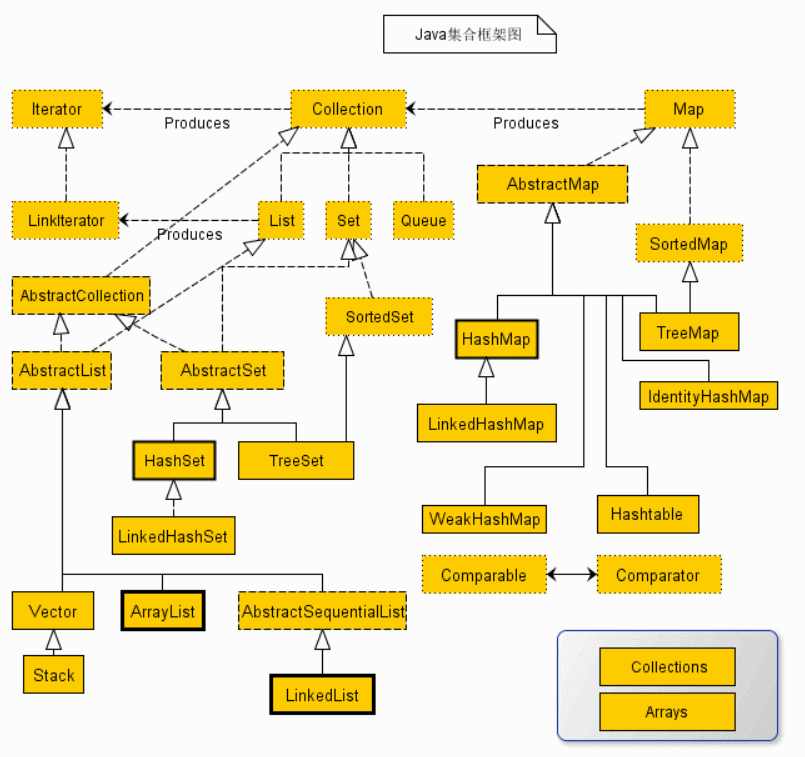 Java集合框架图
Iterator
Produces
Collection
Produces
Map
AbstractMap
LinkIterator
Produces
List
Set
Queue
SortedMap
AbstractCollection
SortedSet
HashMap
TreeMap
AbstractList
AbstractSet
IdentityHashMap
LinkedHashMap
HashSet
TreeSet
WeakHashMap
Hashtable
LinkedHashSet
Comparable
Comparator
Vector
ArrayList
AbstractSequentialList
Stack
LinkedList
Collections
Arrays